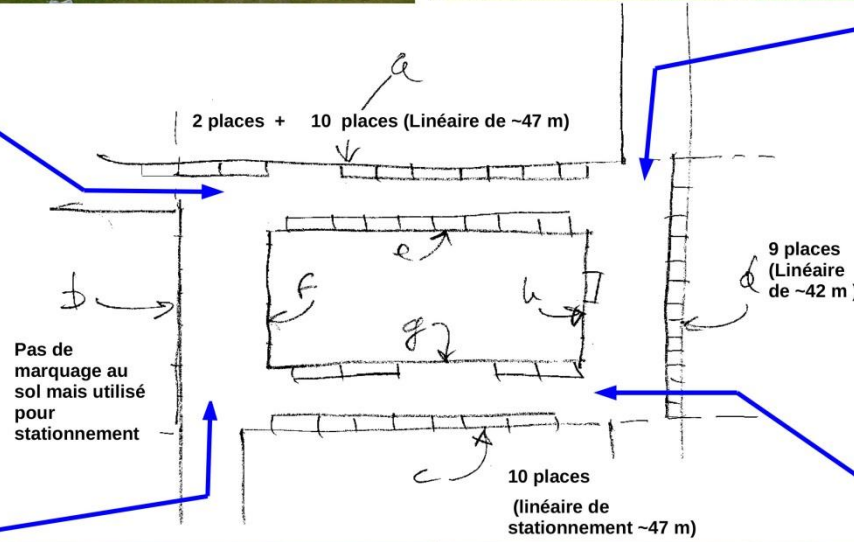 a
2 places + 10 places (Linéaire de ~47 m)
e
f
h
b
g
d
9 places
(Linéaire
de ~42 m)
Pas de
marquage au
sol mais utilisé
pour
stationnement
c
10 places
(linéaire de
stationnement ~47 m)